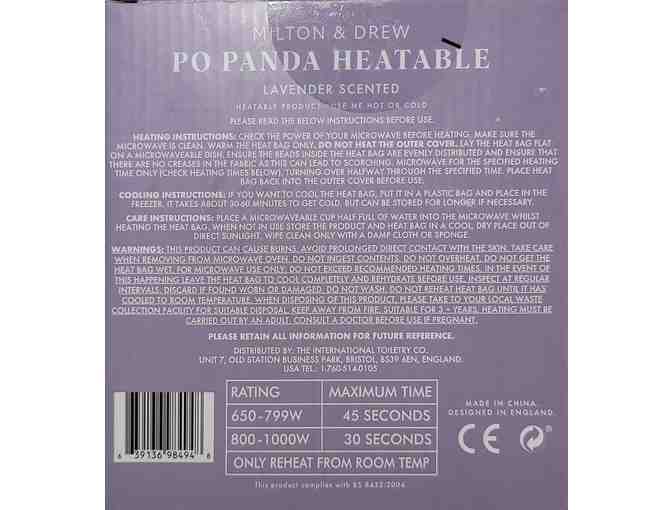 MILTON & DREW
PO PANDA HEATABLE
LAVENDER SCENTED
HEATABLE PRODUCT - USE ME HOT OR COLD
PLEASE READ THE BELOW INSTRUCTIONS BEFORE USE.
HEATING INSTRUCTIONS: CHECK THE POWER OF YOUR MICROWAVE BEFORE HEATING. MAKE SURE THE
MICROWAVE IS CLEAN. WARM THE HEAT BAG ONLY. DO NOT HEAT THE OUTER COVER. LAY THE HEAT BAG FLAT
ON A MICROWAVEABLE DISH. ENSURE THE BEADS INSIDE THE HEAT BAG ARE EVENLY DISTRIBUTED AND ENSURE THAT
THERE ARE NO CREASES IN THE FABRIC AS THIS CAN LEAD TO SCORCHING. MICROWAVE FOR THE SPECIFIED HEATING
TIME ONLY (CHECK HEATING TIMES BELOW), TURNING OVER HALFWAY THROUGH THE SPECIFIED TIME. PLACE HEAT
BAG BACK INTO THE OUTER COVER BEFORE USE.
COOLING INSTRUCTIONS: IF YOU WANT TO COOL THE HEAT BAG, PUT IT IN A PLASTIC BAG AND PLACE IN THE
FREEZER. IT TAKES ABOUT 30-60 MINUTES TO GET COLD, BUT CAN BE STORED FOR LONGER IF NECESSARY.
CARE INSTRUCTIONS: PLACE A MICROWAVEABLE CUP HALF FULL OF WATER INTO THE MICROWAVE WHILST
HEATING THE HEAT BAG. WHEN NOT IN USE STORE THE PRODUCT AND HEAT BAG IN A COOL, DRY PLACE OUT OF
DIRECT SUNLIGHT. WIPE CLEAN ONLY WITH A DAMP CLOTH OR SPONGE.
WARNINGS: THIS PRODUCT CAN CAUSE BURNS. AVOID PROLONGED DIRECT CONTACT WITH THE SKIN. TAKE CARE
WHEN REMOVING FROM MICROWAVE OVEN. DO NOT INGEST CONTENTS. DO NOT OVERHEAT. DO NOT GET THE
HEAT BAG WET. FOR MICROWAVE USE ONLY. DO NOT EXCEED RECOMMENDED HEATING TIMES. IN THE EVENT OF
THIS HAPPENING LEAVE THE HEAT BAG TO COOL COMPLETELY AND REHYDRATE BEFORE USE. INSPECT AT REGULAR
INTERVALS. DISCARD IF FOUND WORN OR DAMAGED. DO NOT WASH. DO NOT REHEAT HEAT BAG UNTIL IT HAS
COOLED TO ROOM TEMPERATURE. WHEN DISPOSING OF THIS PRODUCT, PLEASE TAKE TO YOUR LOCAL WASTE
COLLECTION FACILITY FOR SUITABLE DISPOSAL. KEEP AWAY FROM FIRE. SUITABLE FOR 3 + YEARS. HEATING MUST BE
CARRIED OUT BY AN ADULT. CONSULT A DOCTOR BEFORE USE IF PREGNANT.
PLEASE RETAIN ALL INFORMATION FOR FUTURE REFERENCE.
DISTRIBUTED BY: THE INTERNATIONAL TOILETRY CO.
UNIT 7, OLD STATION BUSINESS PARK, BRISTOL, BS39 6EN, ENGLAND.
USA TEL.: 1-760-514-0105
RATING MAXIMUM TIME
650-799W 45 SECONDS
800-1000W 30 SECONDS
ONLY REHEAT FROM ROOM TEMP
MADE IN CHINA.
DESIGNED IN ENGLAND.
CE
6 39136 98494 8
This product complies with BS 8433:2004